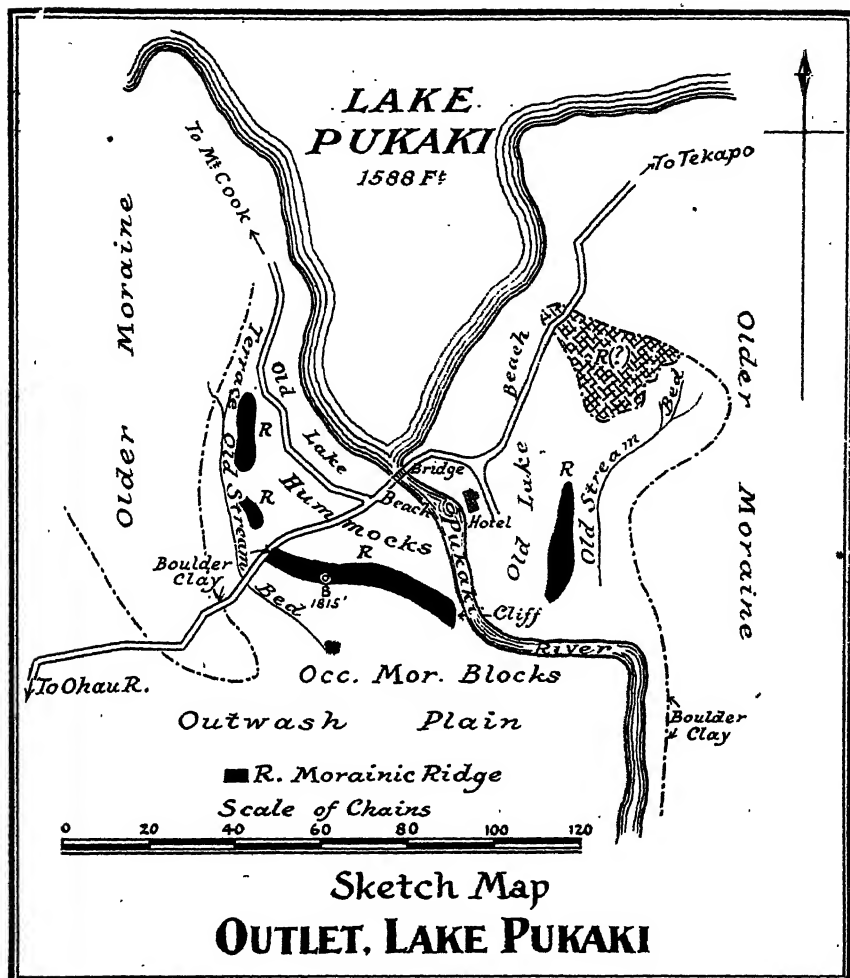 LAKE
PUKAKI
1588 Ft
To Mt Cook
To Tekapo
Older Moraine
Older Moraine
Terrace
Old Stream Bed
Old Lake Beach
Old Lake Beach
Old Stream Bed
R (?)
R
R
R
R
Bridge
Hotel
Hummocks
Pukaki River
Boulder
Clay
B
1815'
Cliff
To Ohau R.
Occ. Mor. Blocks
Outwash Plain
Boulder
Clay
R. Morainic Ridge
Scale of Chains
0 20 40 60 80 100 120
Sketch Map
OUTLET, LAKE PUKAKI